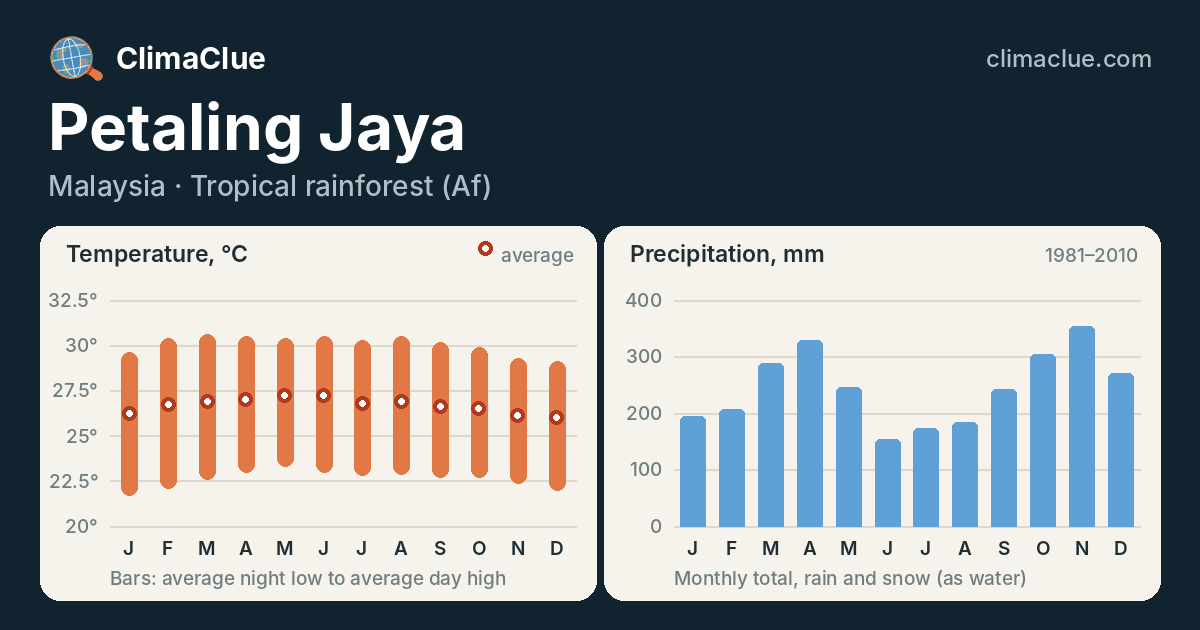 ClimaClue
climaclue.com
Petaling Jaya
Malaysia · Tropical rainforest (Af)
Temperature, °C
average
32.5°
30°
27.5°
25°
22.5°
20°
J F M A M J J A S O N D
Bars: average night low to average day high
Precipitation, mm
1981–2010
400
300
200
100
0
J F M A M J J A S O N D
Monthly total, rain and snow (as water)